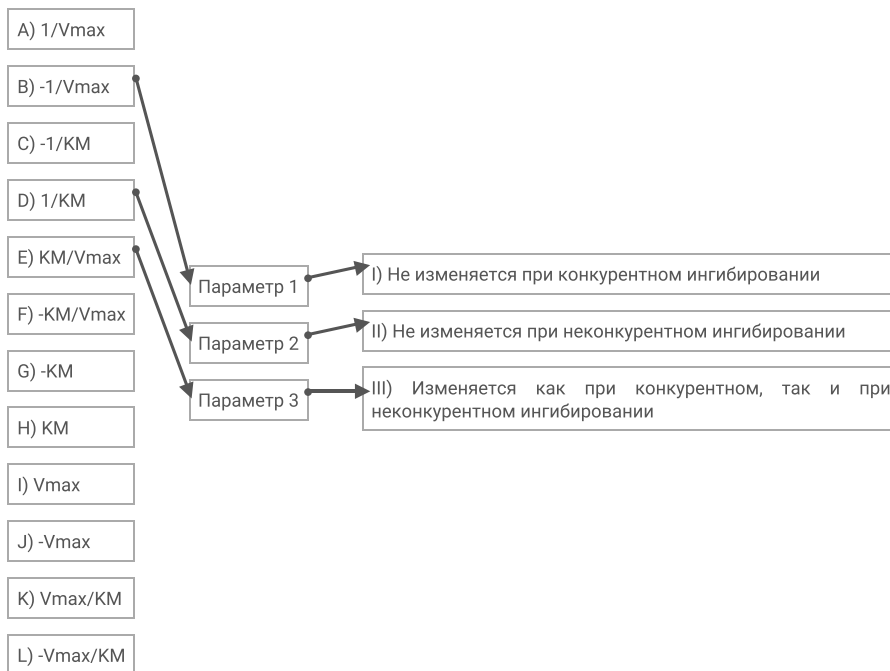 A) 1/Vmax
B) -1/Vmax
C) -1/KM
D) 1/KM
E) KM/Vmax
F) -KM/Vmax
G) -KM
H) KM
I) Vmax
J) -Vmax
K) Vmax/KM
L) -Vmax/KM
Параметр 1
Параметр 2
Параметр 3
I) Не изменяется при конкурентном ингибировании
II) Не изменяется при неконкурентном ингибировании
III) Изменяется как при конкурентном, так и при
неконкурентном ингибировании